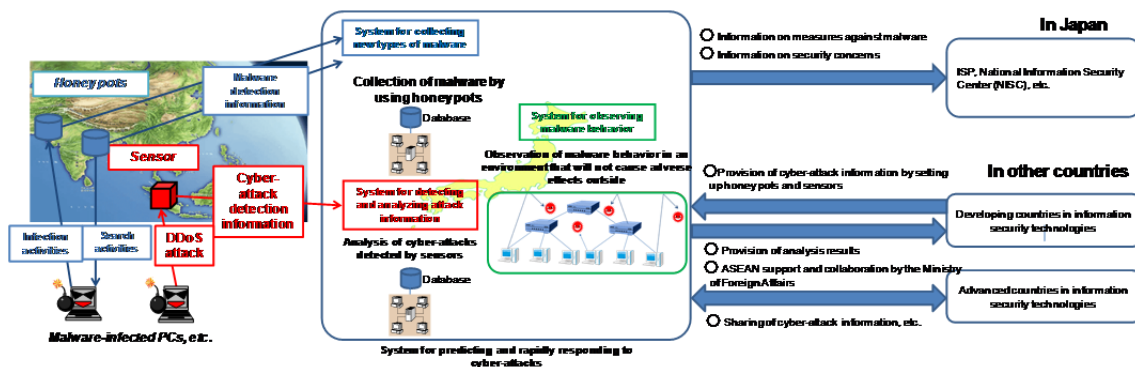 Honeypots
Malware
detection
information
Sensor
Cyber-
attack
detection
information
Infection
activities
Search
activities
DDoS
attack
Malware-infected PCs, etc.
System for collecting
new types of malware
Collection of malware by
using honeypots
Database
System for observing
malware behavior
Observation of malware behavior in an
environment that will not cause adverse
effects outside
System for detecting
and analyzing attack
information
Analysis of cyber-attacks
detected by sensors
Database
System for predicting and rapidly responding to
cyber-attacks
Information on measures against malware
Information on security concerns
In Japan
ISP, National Information Security
Center (NISC), etc.
Provision of cyber-attack information by setting
up honeypots and sensors
In other countries
Developing countries in information
security technologies
Provision of analysis results
ASEAN support and collaboration by the Ministry
of Foreign Affairs
Advanced countries in information
security technologies
Sharing of cyber-attack information, etc.